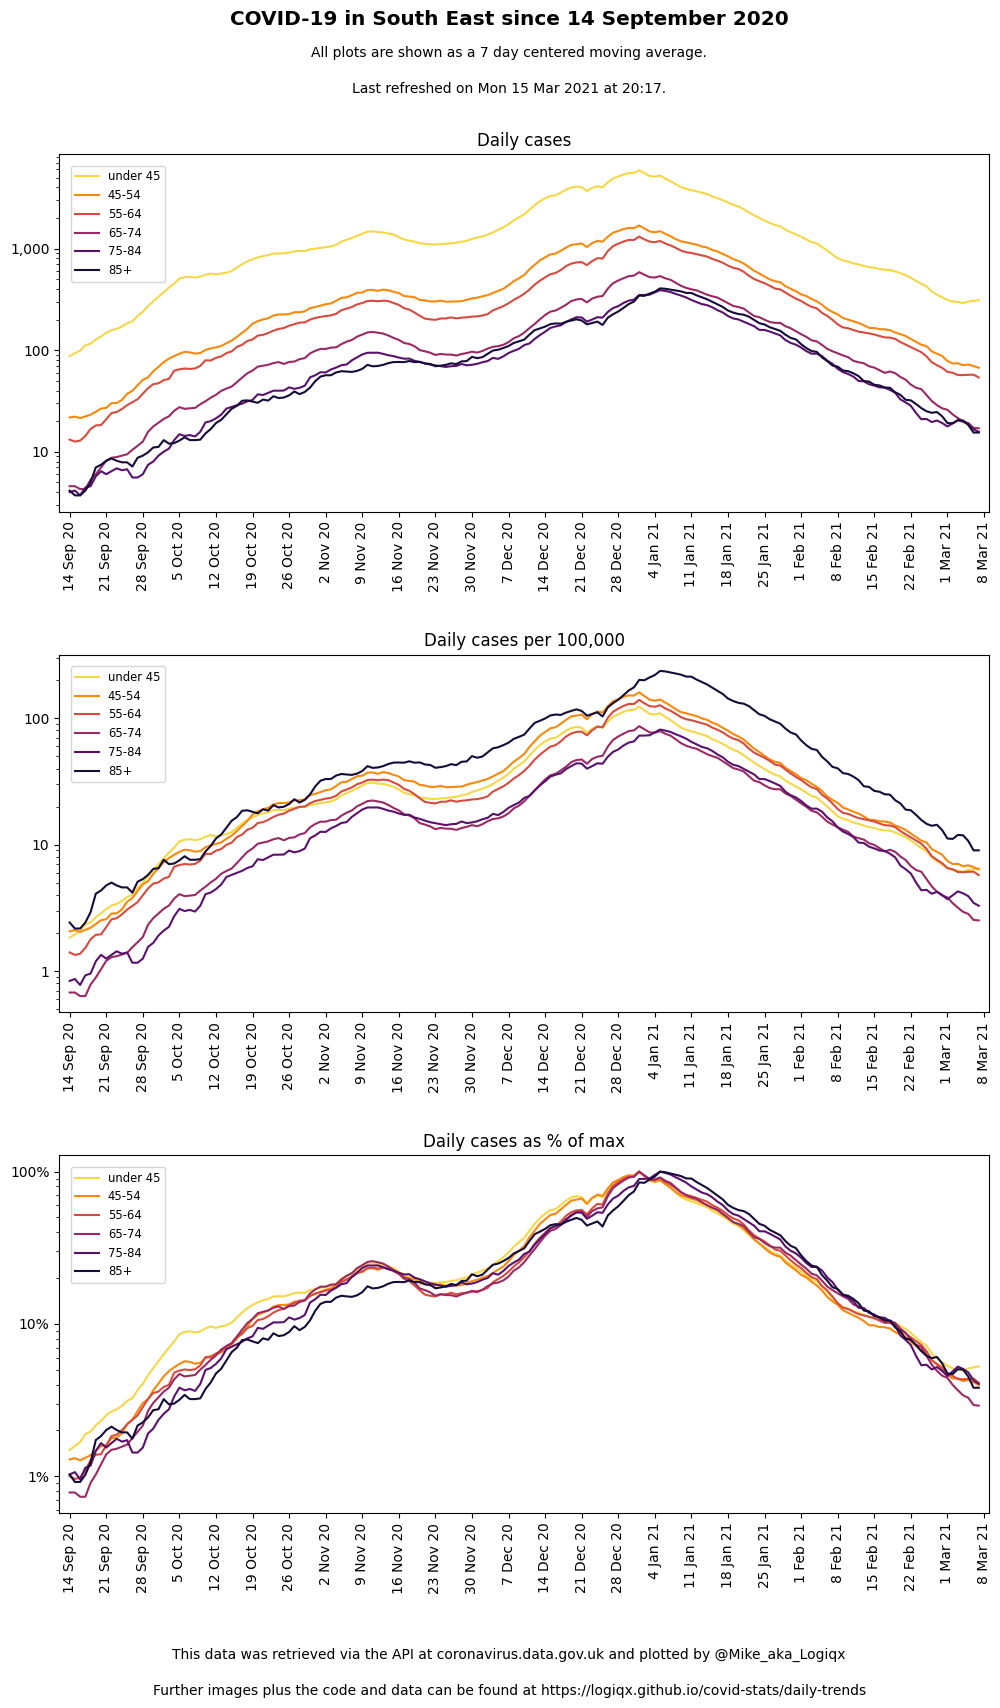 COVID-19 in South East since 14 September 2020
All plots are shown as a 7 day centered moving average.
Last refreshed on Mon 15 Mar 2021 at 20:17.
Daily cases
under 45
45-54
55-64
65-74
75-84
85+
1,000
100
10
14 Sep 20
21 Sep 20
28 Sep 20
5 Oct 20
12 Oct 20
19 Oct 20
26 Oct 20
2 Nov 20
9 Nov 20
16 Nov 20
23 Nov 20
30 Nov 20
7 Dec 20
14 Dec 20
21 Dec 20
28 Dec 20
4 Jan 21
11 Jan 21
18 Jan 21
25 Jan 21
1 Feb 21
8 Feb 21
15 Feb 21
22 Feb 21
1 Mar 21
8 Mar 21
Daily cases per 100,000
under 45
45-54
55-64
65-74
75-84
85+
100
10
1
14 Sep 20
21 Sep 20
28 Sep 20
5 Oct 20
12 Oct 20
19 Oct 20
26 Oct 20
2 Nov 20
9 Nov 20
16 Nov 20
23 Nov 20
30 Nov 20
7 Dec 20
14 Dec 20
21 Dec 20
28 Dec 20
4 Jan 21
11 Jan 21
18 Jan 21
25 Jan 21
1 Feb 21
8 Feb 21
15 Feb 21
22 Feb 21
1 Mar 21
8 Mar 21
Daily cases as % of max
under 45
45-54
55-64
65-74
75-84
85+
100%
10%
1%
14 Sep 20
21 Sep 20
28 Sep 20
5 Oct 20
12 Oct 20
19 Oct 20
26 Oct 20
2 Nov 20
9 Nov 20
16 Nov 20
23 Nov 20
30 Nov 20
7 Dec 20
14 Dec 20
21 Dec 20
28 Dec 20
4 Jan 21
11 Jan 21
18 Jan 21
25 Jan 21
1 Feb 21
8 Feb 21
15 Feb 21
22 Feb 21
1 Mar 21
8 Mar 21
This data was retrieved via the API at coronavirus.data.gov.uk and plotted by @Mike_aka_Logiqx
Further images plus the code and data can be found at https://logiqx.github.io/covid-stats/daily-trends